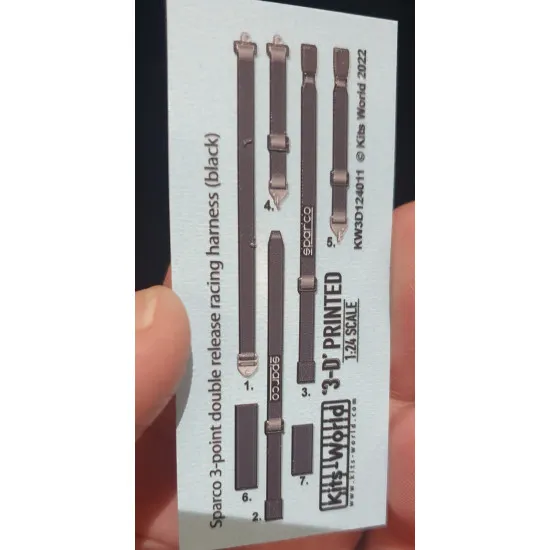 Sparco 3-point double release racing harness (black)
1.
6.
4.
sparco
2.
sparco
3.
7.
5.
Kits-World '3-D' PRINTED
www.kits-world.com
1:24 SCALE
KW3D124011 © Kits World 2022